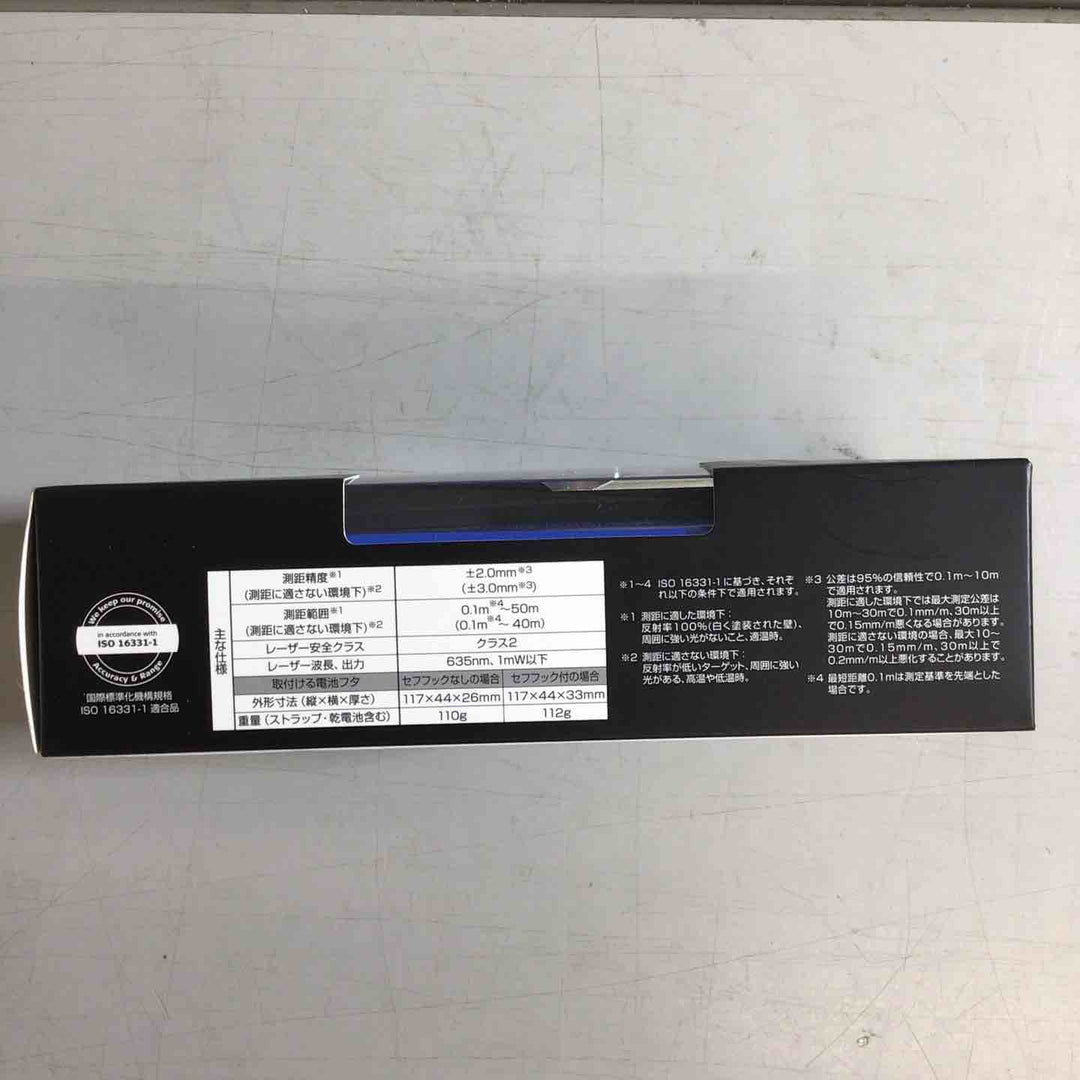 We keep our promise
in accordance with
ISO 16331-1
Accuracy & Range
国際標準化機構規格
ISO 16331-1 適合品
主な仕様
測距精度※1
(測距に適さない環境下)※2
±2.0mm※3
(±3.0mm※3)
測距範囲※1
(測距に適さない環境下)※2
0.1m※4~50m
(0.1m※4~ 40m)
レーザー安全クラス
クラス2
レーザー波長、出力
635nm、1mW以下
取付ける電池フタ
セフフックなしの場合
セフフック付の場合
外形寸法 (縦×横×厚さ)
117×44×26mm
117×44×33mm
重量 (ストラップ・乾電池含む)
110g
112g
※1~4 ISO 16331-1 に基づき、それぞ
れ以下の条件下で適用されます。
※1 測距に適した環境下:
反射率100%(白く塗装された壁)、
周囲に強い光がないこと、適温時。
※2 測距に適さない環境下:
反射率が低いターゲット、周囲に強い
光がある、高温や低温時。
※3 公差は95%の信頼性で0.1m~10m
で適用されます。
測距に適した環境下では最大測定公差は
10m~30mで0.1mm/m、30m以上
で0.15mm/m悪くなる場合があります。
測距に適さない環境の場合、最大10~
30mで0.15mm/m、30m以上で
0.2mm/m以上悪化することがあります。
※4 最短距離0.1mは測定基準を先端とした
場合です。